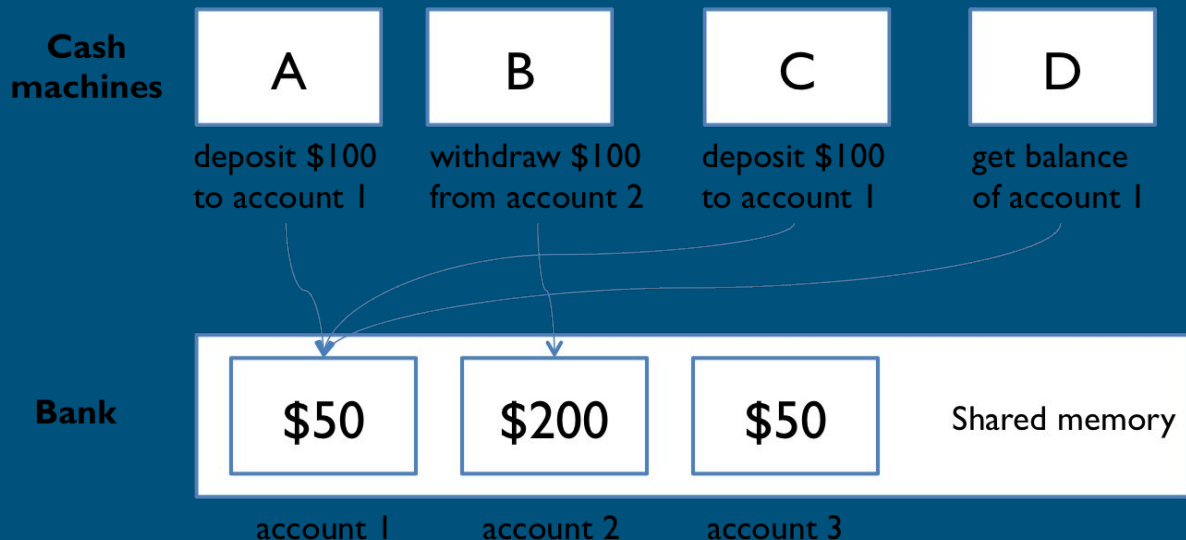 Cash
machines
A
B
C
D
deposit $100
to account 1
withdraw $100
from account 2
deposit $100
to account 1
get balance
of account 1
Bank
$50
$200
$50
Shared memory
account 1
account 2
account 3